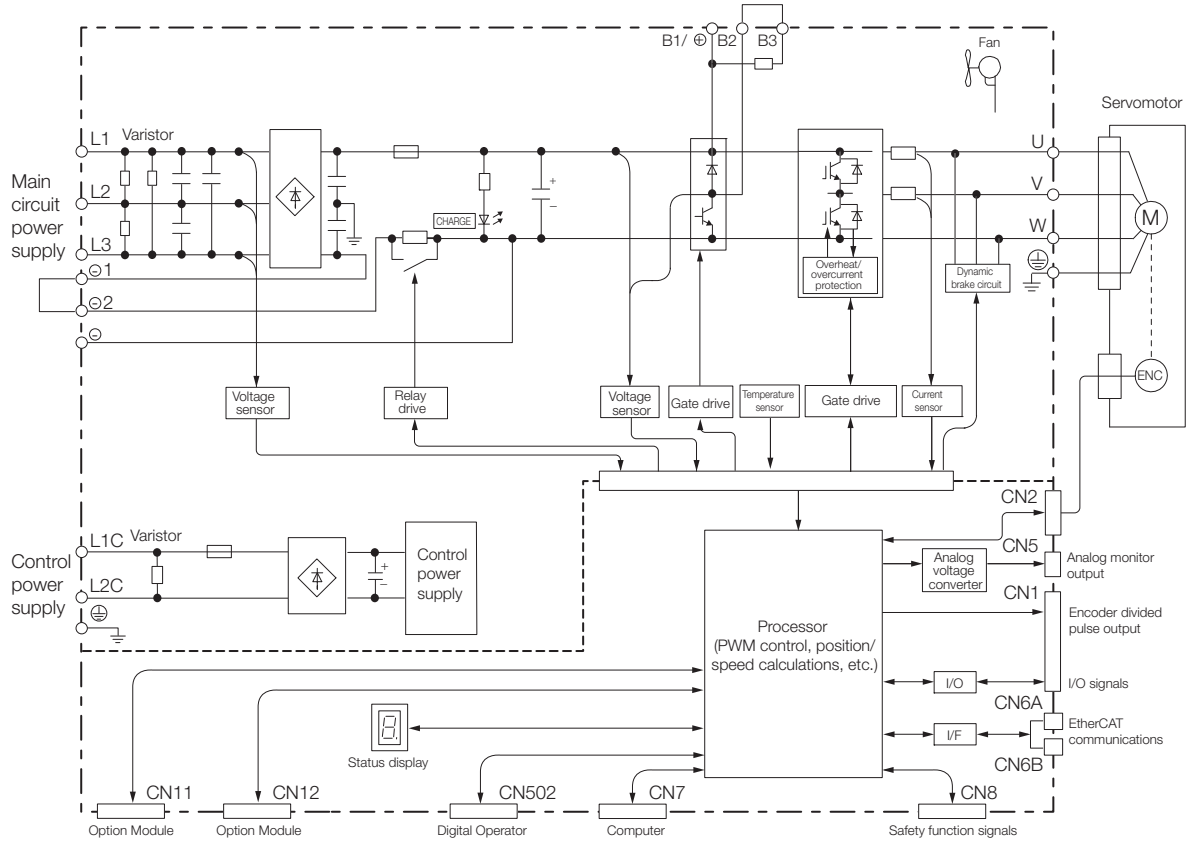 B1/ ⊕ B2 B3
Fan
Servomotor
L1 Varistor
U
Main
circuit
power
supply
L2
V
CHARGE
+
–
M
L3
W
⊖1
⊖2
⊖
Overheat/
overcurrent
protection
Dynamic
brake circuit
ENC
Voltage
sensor
Relay
drive
Voltage
sensor
Gate drive
Temperature
sensor
Gate drive
Current
sensor
CN2
L1C Varistor
Control
power
supply
L2C
+
–
Control
power
supply
CN5
Analog
voltage
converter
Analog monitor
output
CN1
Encoder divided
pulse output
Processor
(PWM control, position/
speed calculations, etc.)
I/O
I/O signals
CN6A
I/F
EtherCAT
communications
CN6B
8.
Status display
CN11 CN12 CN502 CN7 CN8
Option Module Option Module Digital Operator Computer Safety function signals